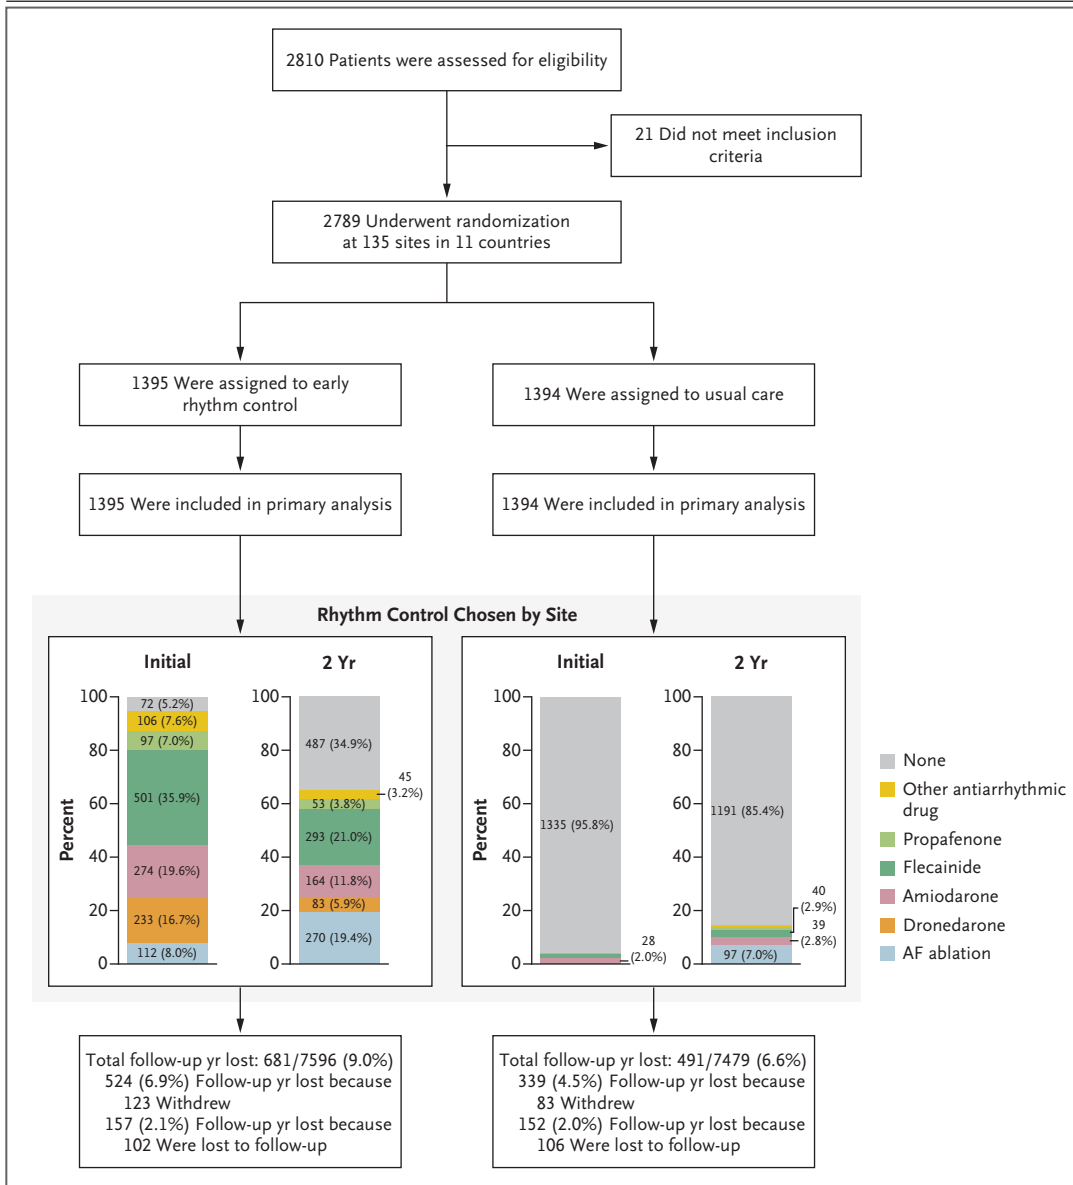 2810 Patients were assessed for eligibility
21 Did not meet inclusion
criteria
2789 Underwent randomization
at 135 sites in 11 countries
1395 Were assigned to early
rhythm control
1394 Were assigned to usual care
1395 Were included in primary analysis
1394 Were included in primary analysis
Rhythm Control Chosen by Site
Initial
2 Yr
Percent
100
80
60
40
20
0
72 (5.2%)
106 (7.6%)
97 (7.0%)
501 (35.9%)
274 (19.6%)
233 (16.7%)
112 (8.0%)
100
80
60
40
20
0
487 (34.9%)
45
(3.2%)
53 (3.8%)
293 (21.0%)
164 (11.8%)
83 (5.9%)
270 (19.4%)
Initial
2 Yr
Percent
100
80
60
40
20
0
1335 (95.8%)
28
(2.0%)
100
80
60
40
20
0
1191 (85.4%)
40
(2.9%)
39
(2.8%)
97 (7.0%)
None
Other antiarrhythmic
drug
Propafenone
Flecainide
Amiodarone
Dronedarone
AF ablation
Total follow-up yr lost: 681/7596 (9.0%)
524 (6.9%) Follow-up yr lost because
123 Withdrew
157 (2.1%) Follow-up yr lost because
102 Were lost to follow-up
Total follow-up yr lost: 491/7479 (6.6%)
339 (4.5%) Follow-up yr lost because
83 Withdrew
152 (2.0%) Follow-up yr lost because
106 Were lost to follow-up